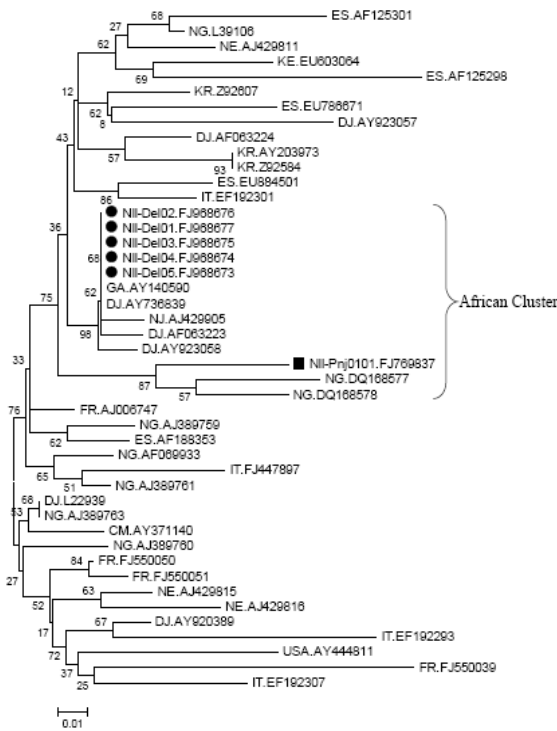 68
ES.AF125301
NG.L39106
27
NE.AJ429811
62
KE.EU603064
69
ES.AF125298
12
KR.Z92607
ES.EU786671
62
8
DJ.AY923057
43
DJ.AF063224
57
KR.AY203973
93
KR.Z92584
ES.EU884501
86
IT.EF192301
NII-Del02.FJ968676
36
NII-Del01.FJ968677
NII-Del03.FJ968675
68
NII-Del04.FJ968674
NII-Del05.FJ968673
62
GA.AY140590
75
DJ.AY736839
African Cluster
NJ.AJ429905
98
DJ.AF063223
DJ.AY923058
33
NII-Pnj0101.FJ769837
87
NG.DQ168577
57
NG.DQ168578
76
FR.AJ006747
NG.AJ389759
62
ES.AF188353
NG.AF069933
65
IT.FJ447897
51
NG.AJ389761
68
DJ.L22939
53
NG.AJ389763
CM.AY371140
NG.AJ389760
27
84
FR.FJ550050
FR.FJ550051
52
63
NE.AJ429815
NE.AJ429816
17
67
DJ.AY920389
IT.EF192293
72
USA.AY444811
37
FR.FJ550039
25
IT.EF192307
0.01